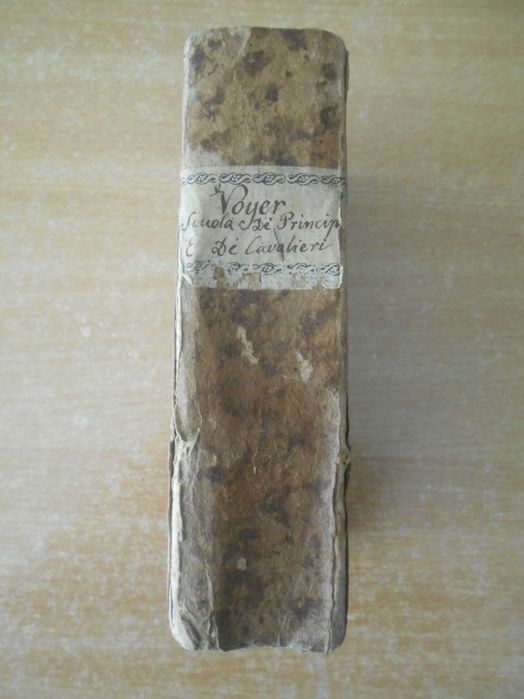 Voyer
Scuola De Princip
E De Cavalieri